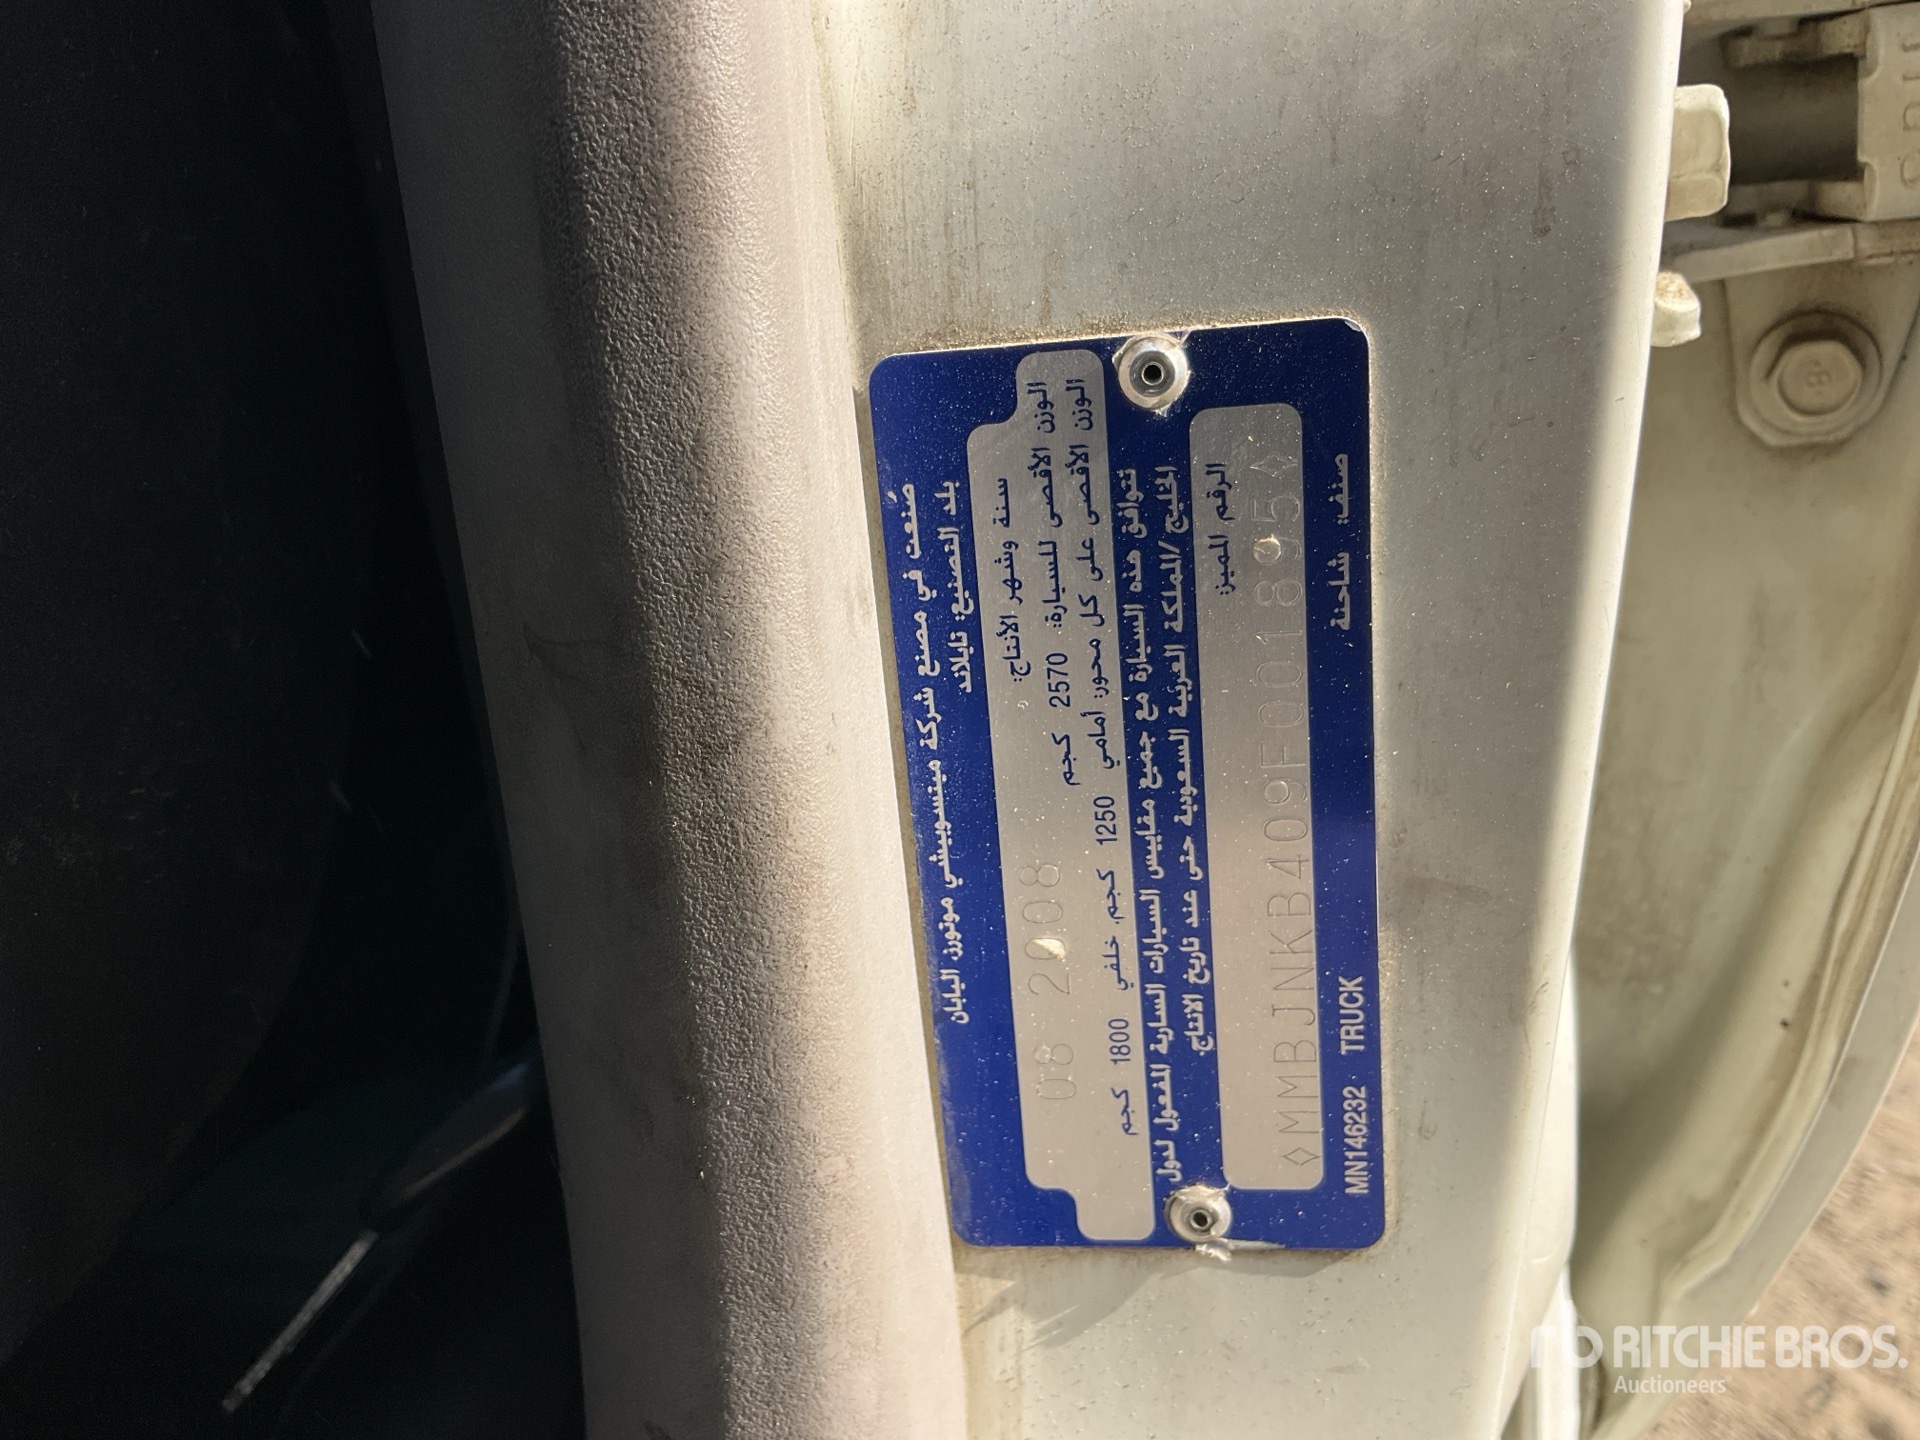 صُنعت في مصنع شركة ميتسوبيشي موتورز، اليابان
بلد التصنيع: تايلاند
سنة وشهر الأنتاج: 08 2008
الوزن الأقصى للسيارة: 2570 كجم
الوزن الأقصى على كل محور: أمامي 1250 كجم، خلفي 1800 كجم
تتوافق هذه السيارة مع جميع مقاييس السيارات السارية المفعول لدول
الخليج/المملكة العربية السعودية حتى عند تاريخ الانتاج.
الرقم المميز:
◇MMBJNKB409F001895◇
صنف: شاحنة
MN146232 TRUCK
RITCHIE BROS.
Auctioneers